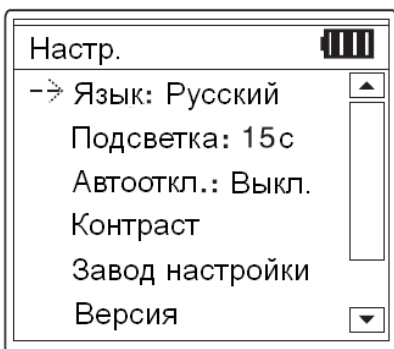 Настр.
-> Язык: Русский
Подсветка: 15с
Автооткл.: Выкл.
Контраст
Завод настройки
Версия